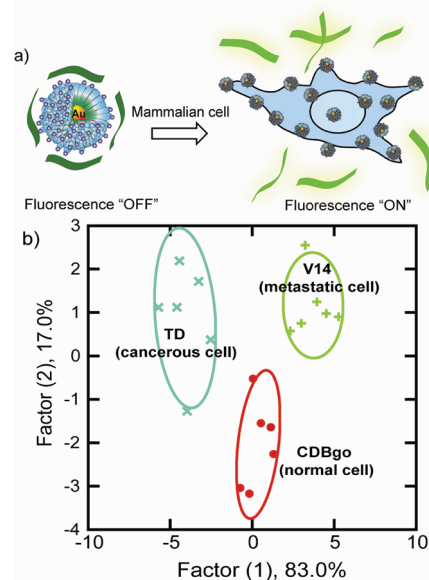 a)
Au
Mammalian cell
Fluorescence “OFF”
Fluorescence “ON”
b)
3
2
1
0
-1
-2
-3
-4
Factor (2), 17.0%
V14
(metastatic cell)
TD
(cancerous cell)
CDBgo
(normal cell)
-10
-5
0
5
10
Factor (1), 83.0%